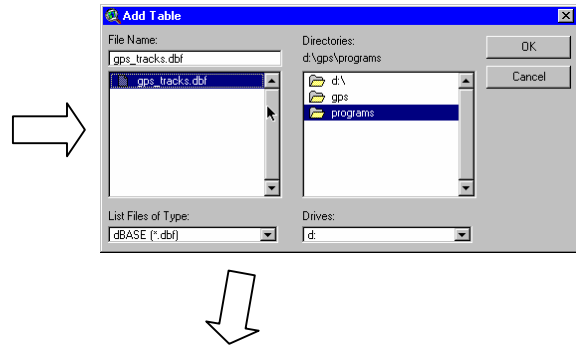 Add Table
File Name:
gps_tracks.dbf
gps_tracks.dbf
List Files of Type:
dBASE (*.dbf)
Directories:
d:\gps\programs
d:\
gps
programs
Drives:
d:
OK
Cancel